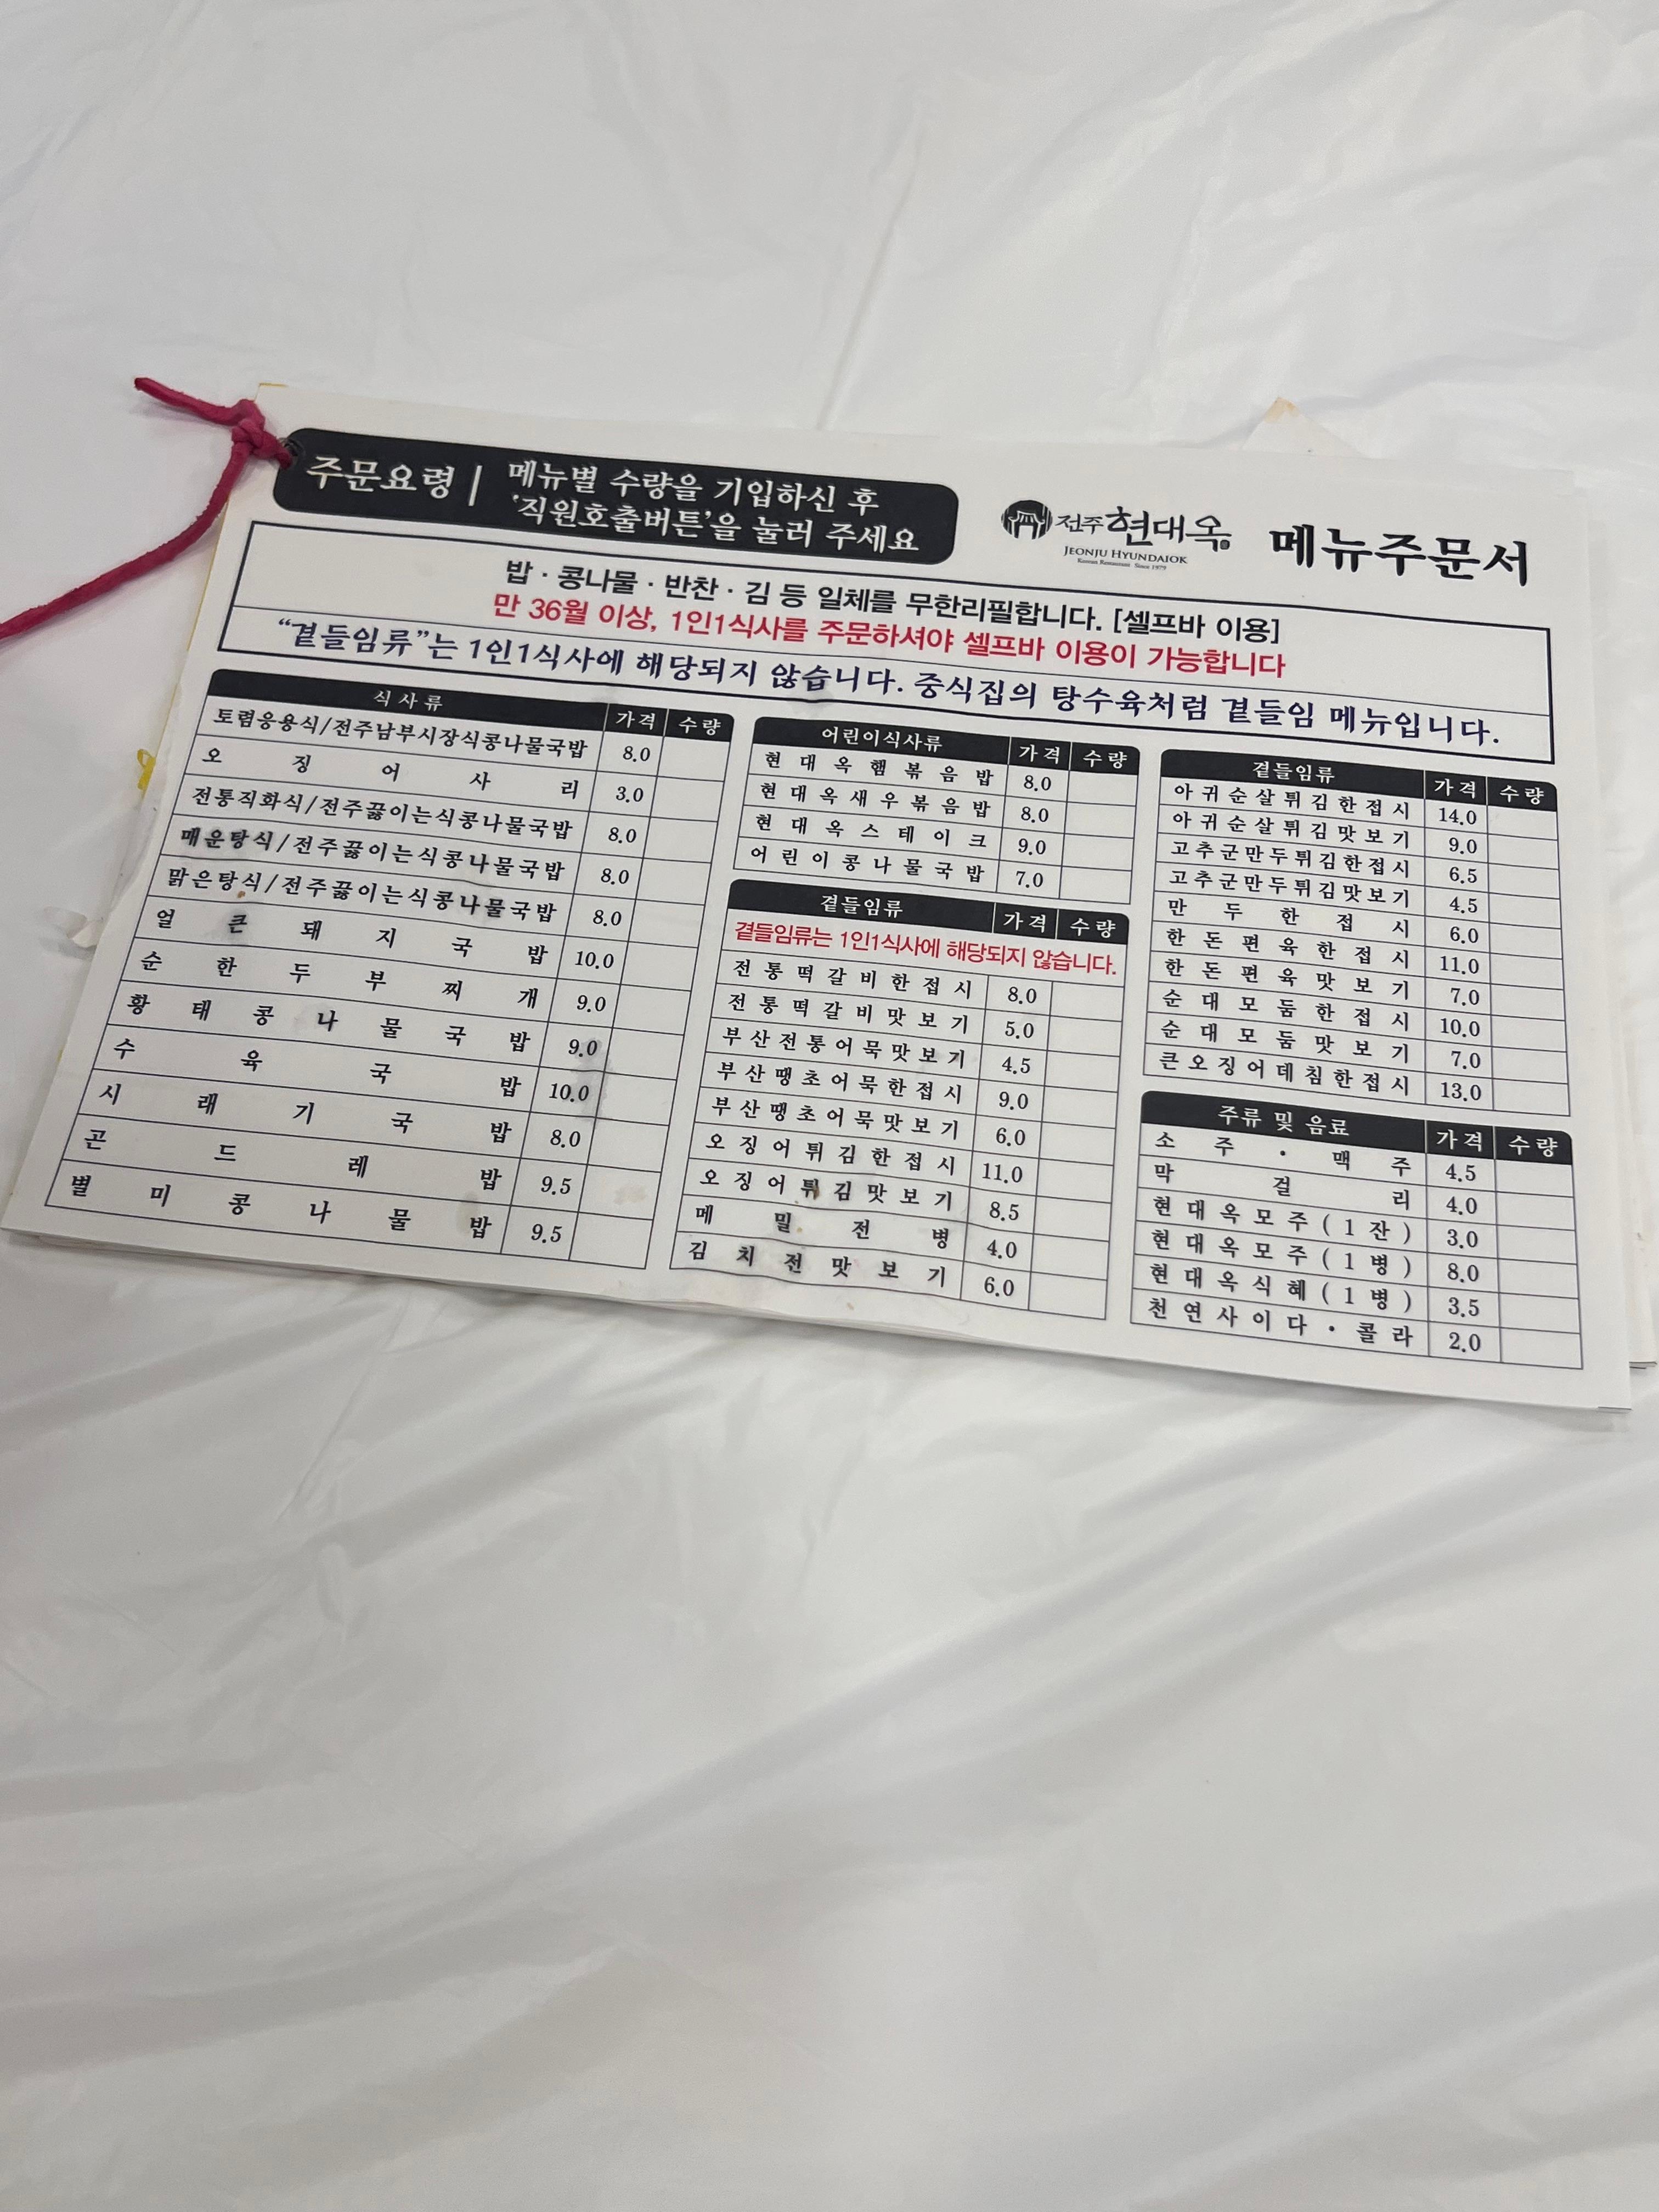 주문요령 | 메뉴별 수량을 기입하신 후
'직원호출버튼'을 눌러 주세요
전주현대옥
JEONJU HYUNDAIOK
Korean Restaurant Since 1979
메뉴주문서
밥 · 콩나물 · 반찬 · 김 등 일체를 무한리필합니다. [셀프바 이용]
만 36월 이상, 1인1식사를 주문하셔야 셀프바 이용이 가능합니다
“곁들임류”는 1인1식사에 해당되지 않습니다. 중식집의 탕수육처럼 곁들임 메뉴입니다.
식사류 가격 수량
토렴응용식/전주남부시장식콩나물국밥 8.0
오징어사리 3.0
전통직화식/전주끓이는식콩나물국밥 8.0
매운탕식/전주끓이는식콩나물국밥 8.0
맑은탕식/전주끓이는식콩나물국밥 8.0
얼큰돼지국밥 10.0
순한두부찌개 9.0
황태콩나물국밥 9.0
수육국밥 10.0
시래기국밥 8.0
곤드레밥 9.5
별미콩나물밥 9.5
어린이식사류 가격 수량
현대옥햄볶음밥 8.0
현대옥새우볶음밥 8.0
현대옥스테이크 9.0
어린이콩나물국밥 7.0
곁들임류 가격 수량
곁들임류는 1인1식사에 해당되지 않습니다.
전통떡갈비한접시 8.0
전통떡갈비맛보기 5.0
부산전통어묵맛보기 4.5
부산땡초어묵한접시 9.0
부산땡초어묵맛보기 6.0
오징어튀김한접시 11.0
오징어튀김맛보기 8.5
메밀전병 4.0
김치전맛보기 6.0
곁들임류 가격 수량
아귀순살튀김한접시 14.0
아귀순살튀김맛보기 9.0
고추군만두튀김한접시 6.5
고추군만두튀김맛보기 4.5
만두한접시 6.0
한돈편육한접시 11.0
한돈편육맛보기 7.0
순대모둠한접시 10.0
순대모둠맛보기 7.0
큰오징어데침한접시 13.0
주류 및 음료 가격 수량
소주・맥주 4.5
막걸리 4.0
현대옥모주(1잔) 3.0
현대옥모주(1병) 8.0
현대옥식혜(1병) 3.5
천연사이다・콜라 2.0